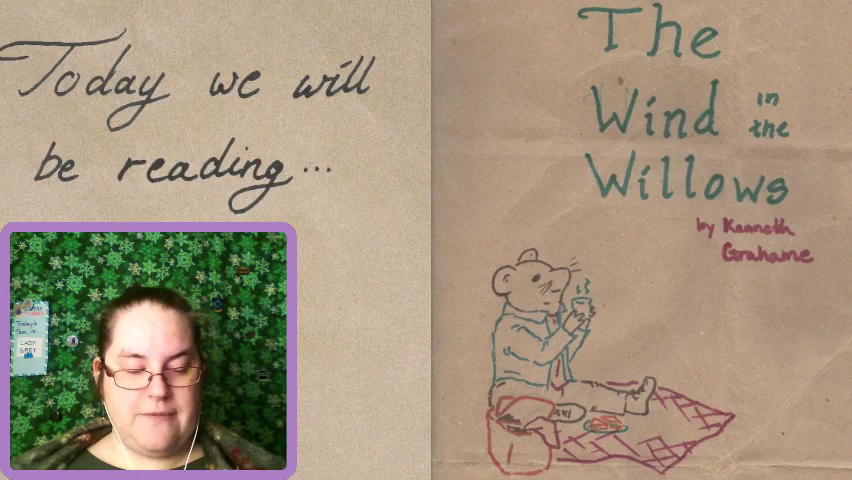 Today we will
be reading...
The
Wind in
the
Willows
by Kenneth
Grahame
Today's
Tea is
LADY
GREY